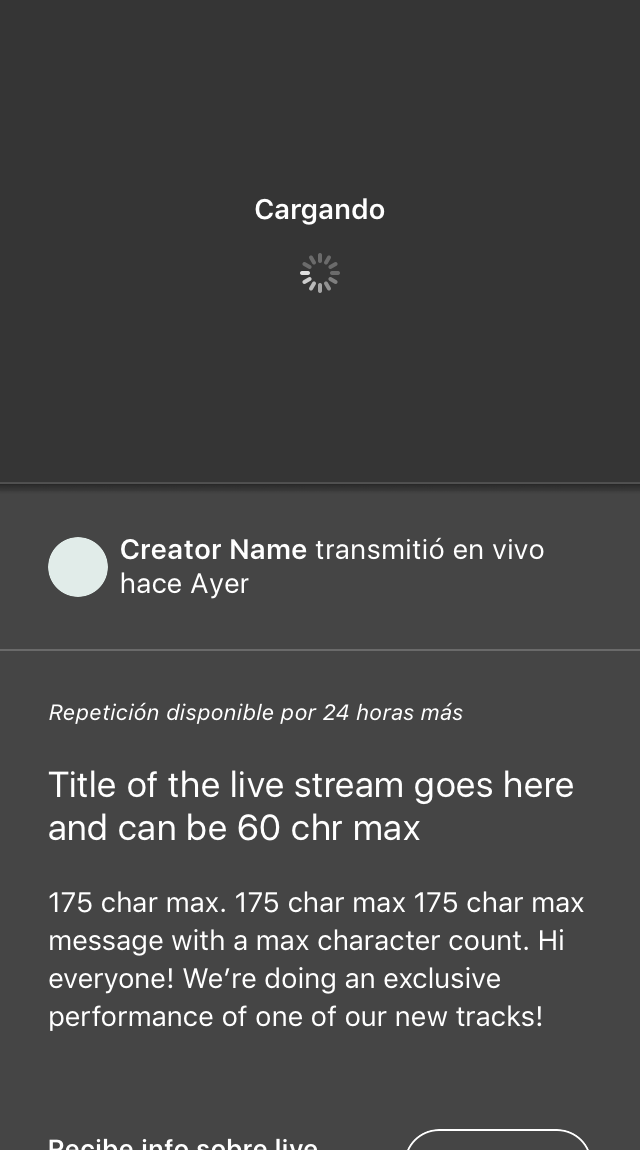 Cargando
Creator Name transmitió en vivo
hace Ayer
Repetición disponible por 24 horas más
Title of the live stream goes here
and can be 60 chr max
175 char max. 175 char max 175 char max
message with a max character count. Hi
everyone! We’re doing an exclusive
performance of one of our new tracks!
Recibe info sobre live